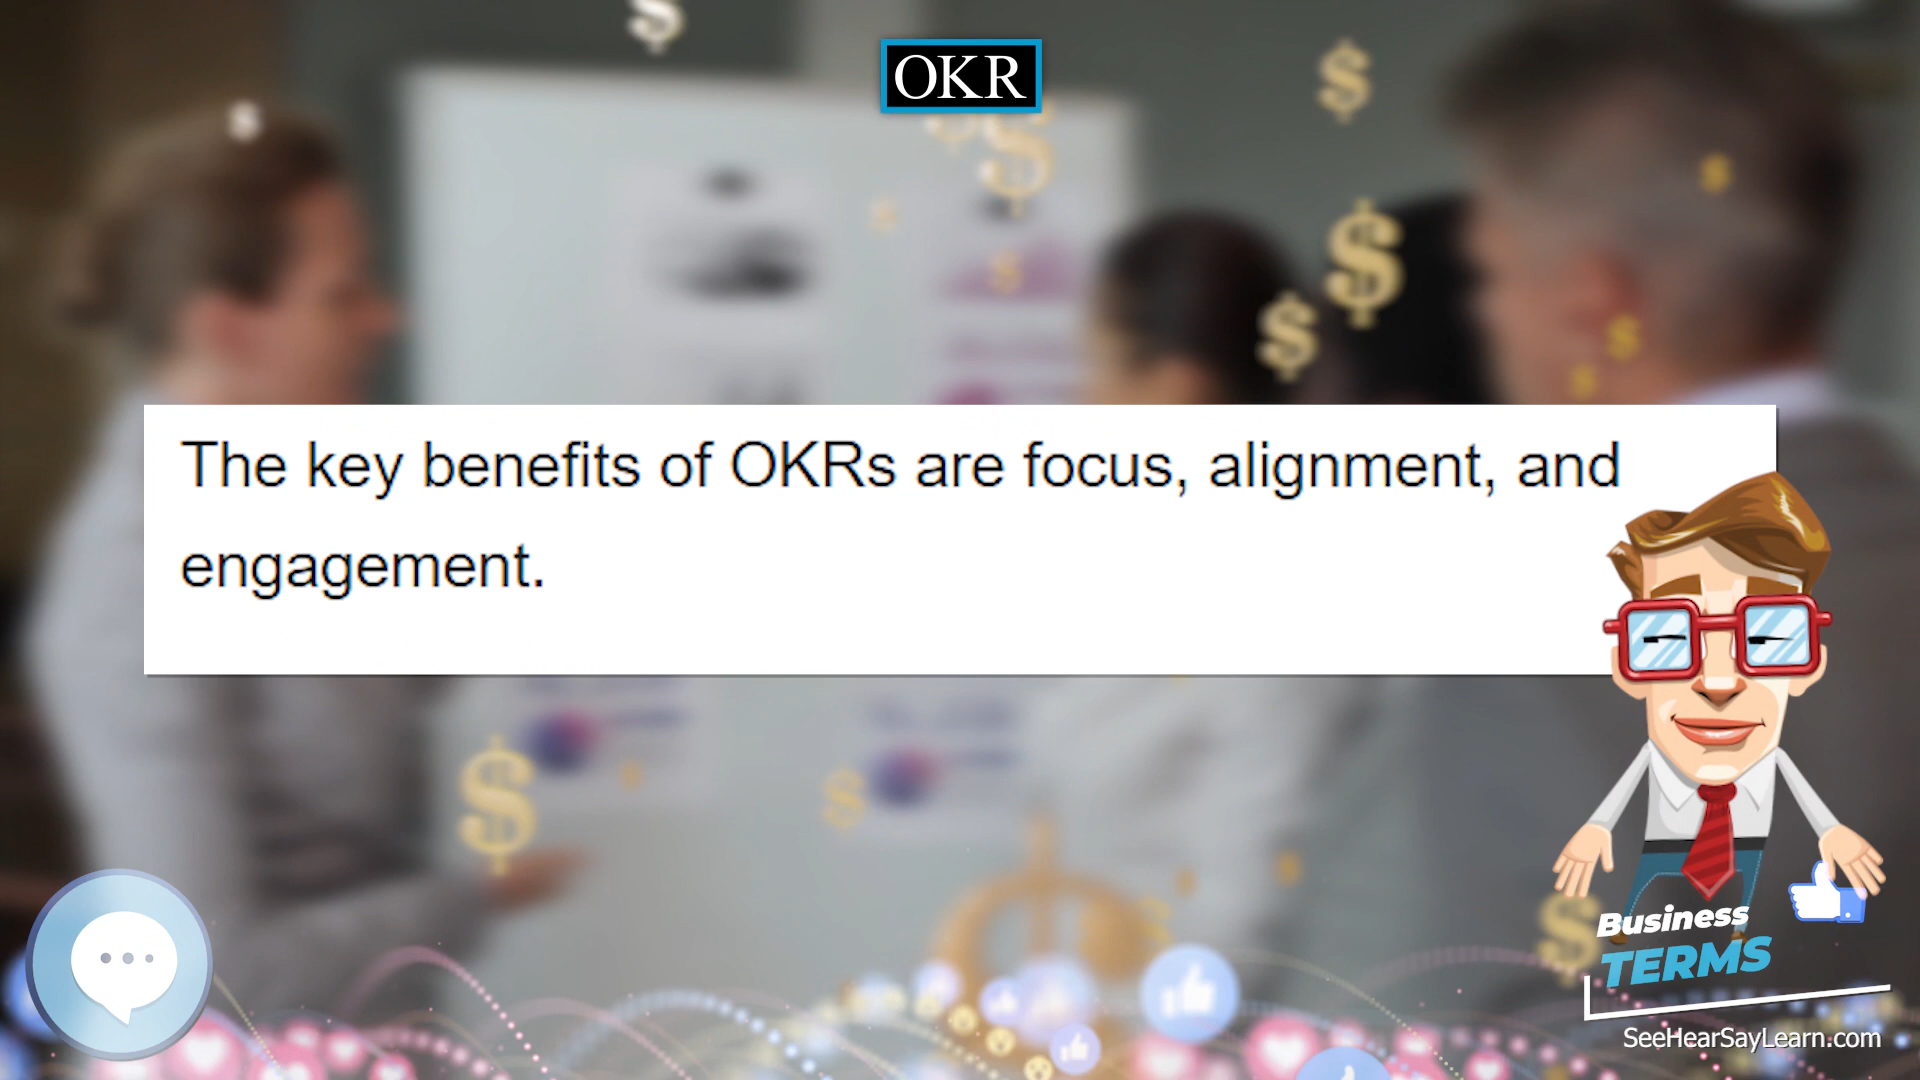 OKR
The key benefits of OKRs are focus, alignment, and
engagement.
Business
TERMS
SeeHearSayLearn.com